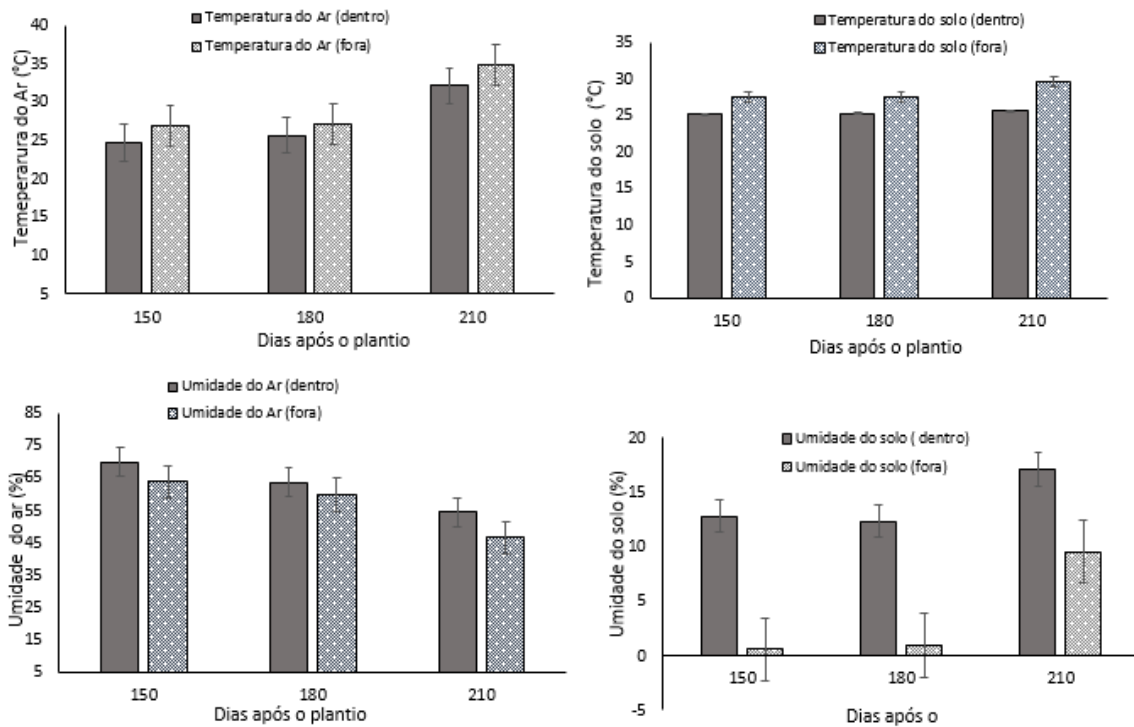 Temeperarura do Ar (°C)
40
35
30
25
20
15
10
5
Temperatura do Ar (dentro)
Temperatura do Ar (fora)
150
180
210
Dias após o plantio
Temperatura do solo (°C)
35
30
25
20
15
10
5
0
Temperatura do solo (dentro)
Temperatura do solo (fora)
150
180
210
Dias após o plantio
Umidade do ar (%)
85
75
65
55
45
35
25
15
5
Umidade do Ar (dentro)
Umidade do Ar (fora)
150
180
210
Dias após o plantio
Umidade do solo (%)
20
15
10
5
0
-5
Umidade do solo ( dentro)
Umidade do solo (fora)
150
180
210
Dias após o